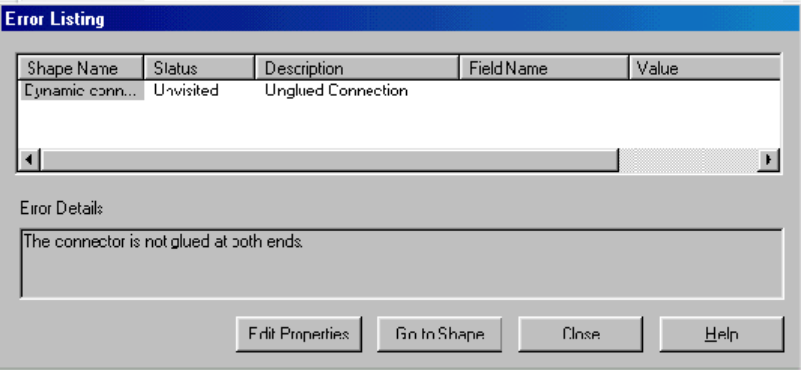 Error Listing
Shape Name Status Description Field Name Value
Dynamic conn... Unvisited Unglued Connection
Error Details
The connector is not glued at both ends.
Edit Properties Go to Shape Close Help